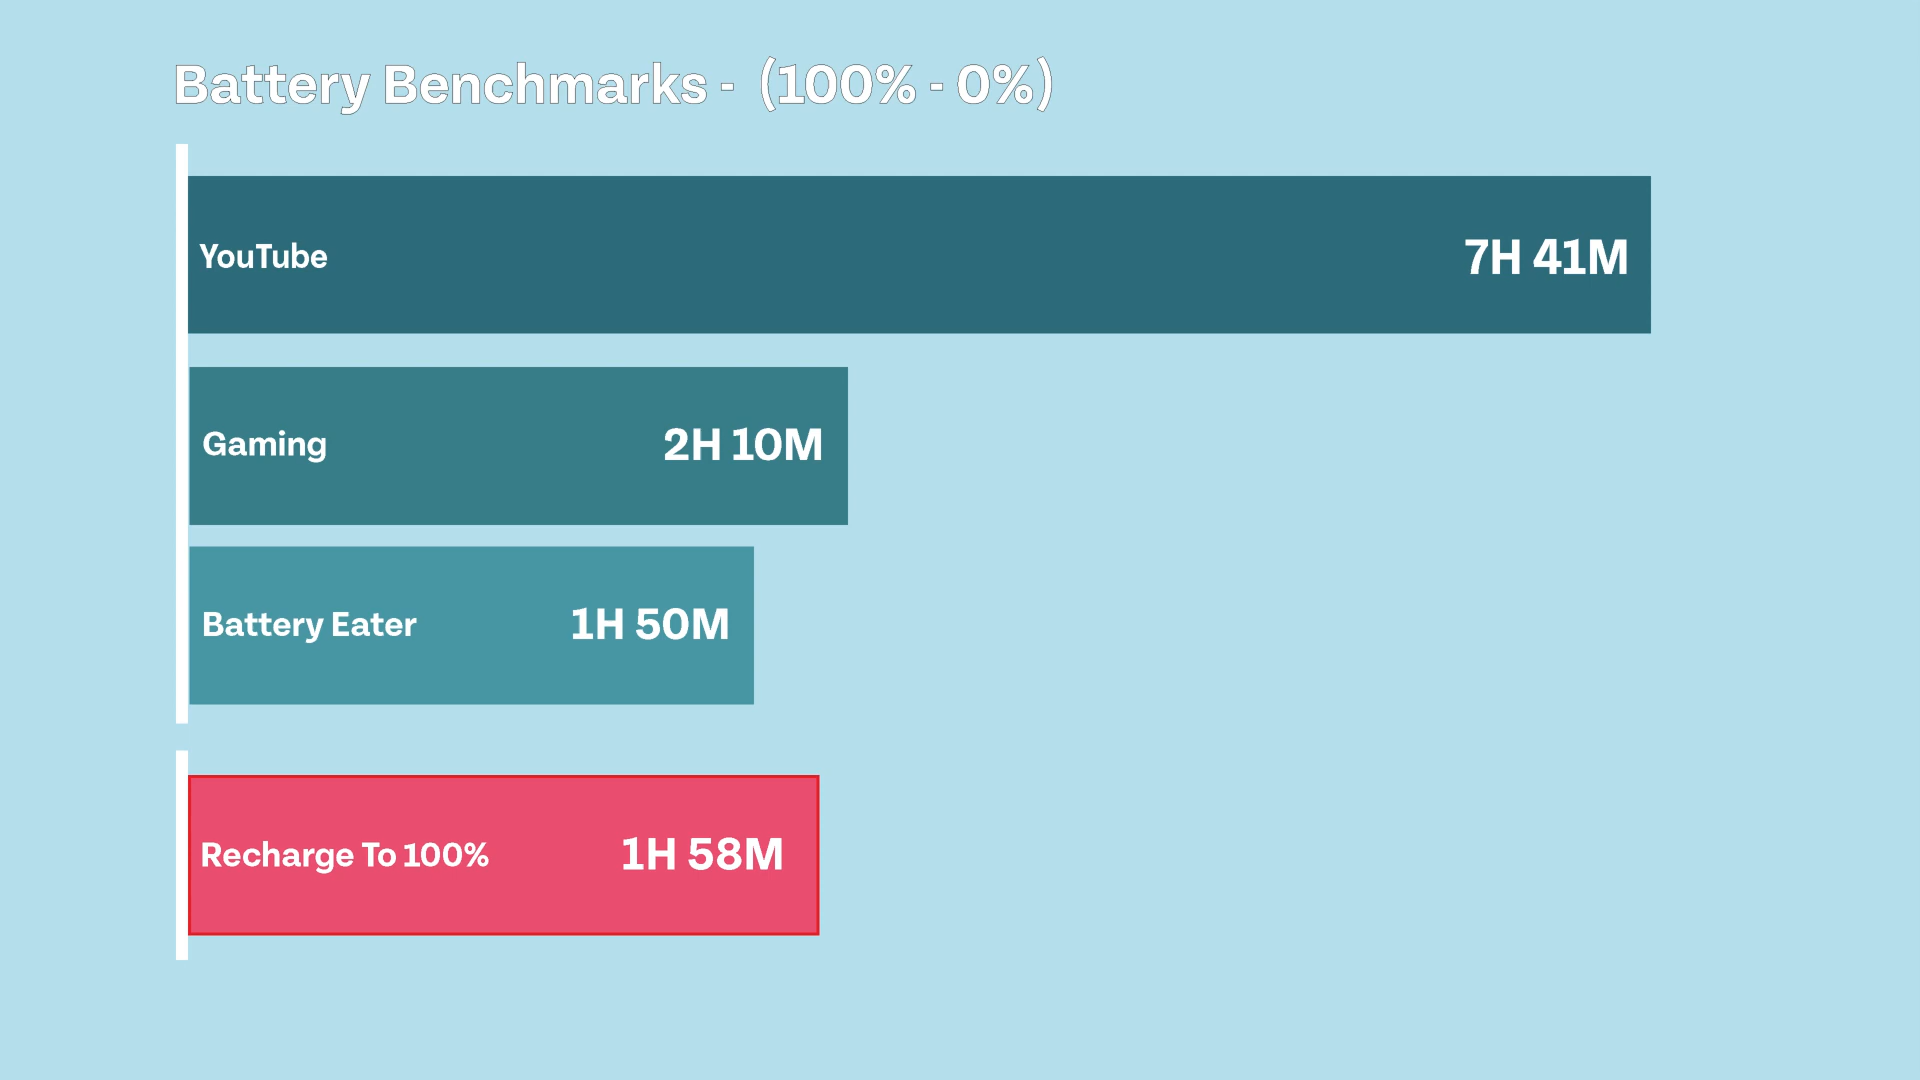 Battery Benchmarks - (100% - 0%)
YouTube 7H 41M
Gaming 2H 10M
Battery Eater 1H 50M
Recharge To 100% 1H 58M